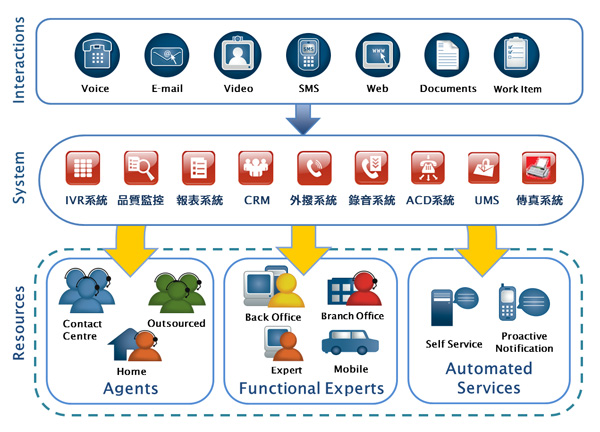 Interactions
Voice
E-mail
Video
SMS
WWW
SMS
Web
Documents
Work Item
System
IVR系統
品質監控
報表系統
CRM
外撥系統
錄音系統
ACD系統
UMS
傳真系統
Resources
Contact
Centre
Outsourced
Home
Agents
Back Office
Branch Office
Expert
Mobile
Functional Experts
Self Service
Proactive
Notification
Automated
Services